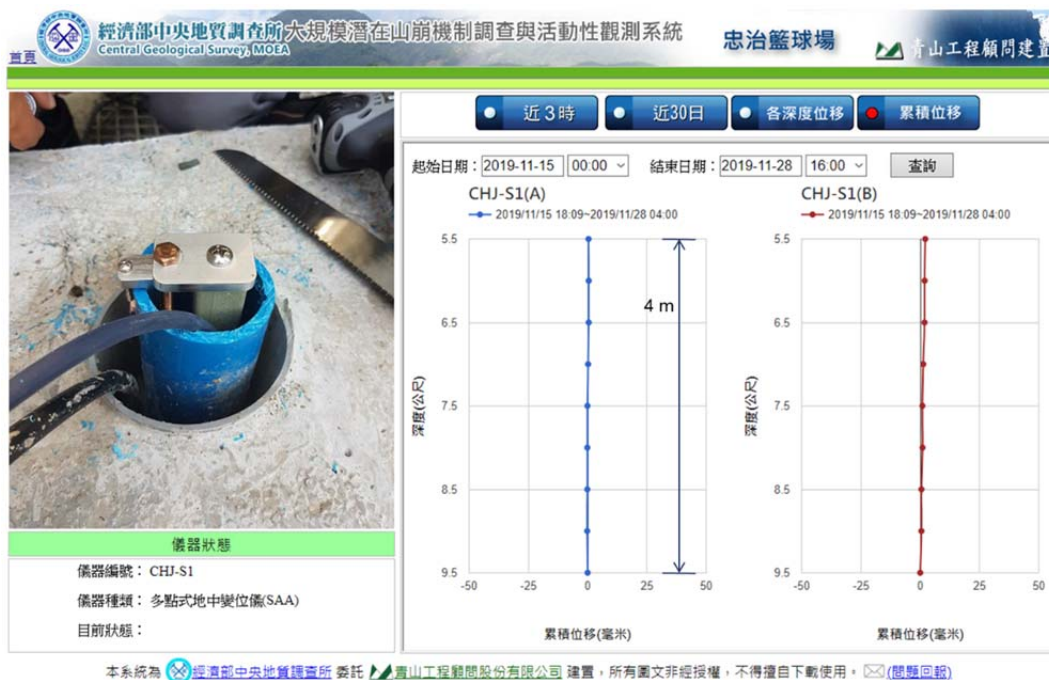 首頁
經濟部中央地質調查所 大規模潛在山崩機制調查與活動性觀測系統
Central Geological Survey, MOEA
忠治籃球場
青山工程顧問建置
近3時
近30日
各深度位移
累積位移
起始日期：2019-11-15 00:00 結束日期：2019-11-28 16:00 查詢
CHJ-S1(A)
2019/11/15 18:09~2019/11/28 04:00
5.5
6.5
7.5
8.5
9.5
深度(公尺)
4 m
-50 -25 0 25 50
累積位移(毫米)
CHJ-S1(B)
2019/11/15 18:09~2019/11/28 04:00
5.5
6.5
7.5
8.5
9.5
深度(公尺)
-50 -25 0 25 50
累積位移(毫米)
儀器狀態
儀器編號： CHJ-S1
儀器種類： 多點式地中變位儀(SAA)
目前狀態：
本系統為 經濟部中央地質調查所 委託 青山工程顧問股份有限公司 建置，所有圖文非經授權，不得擅自下載使用。 (問題回報)